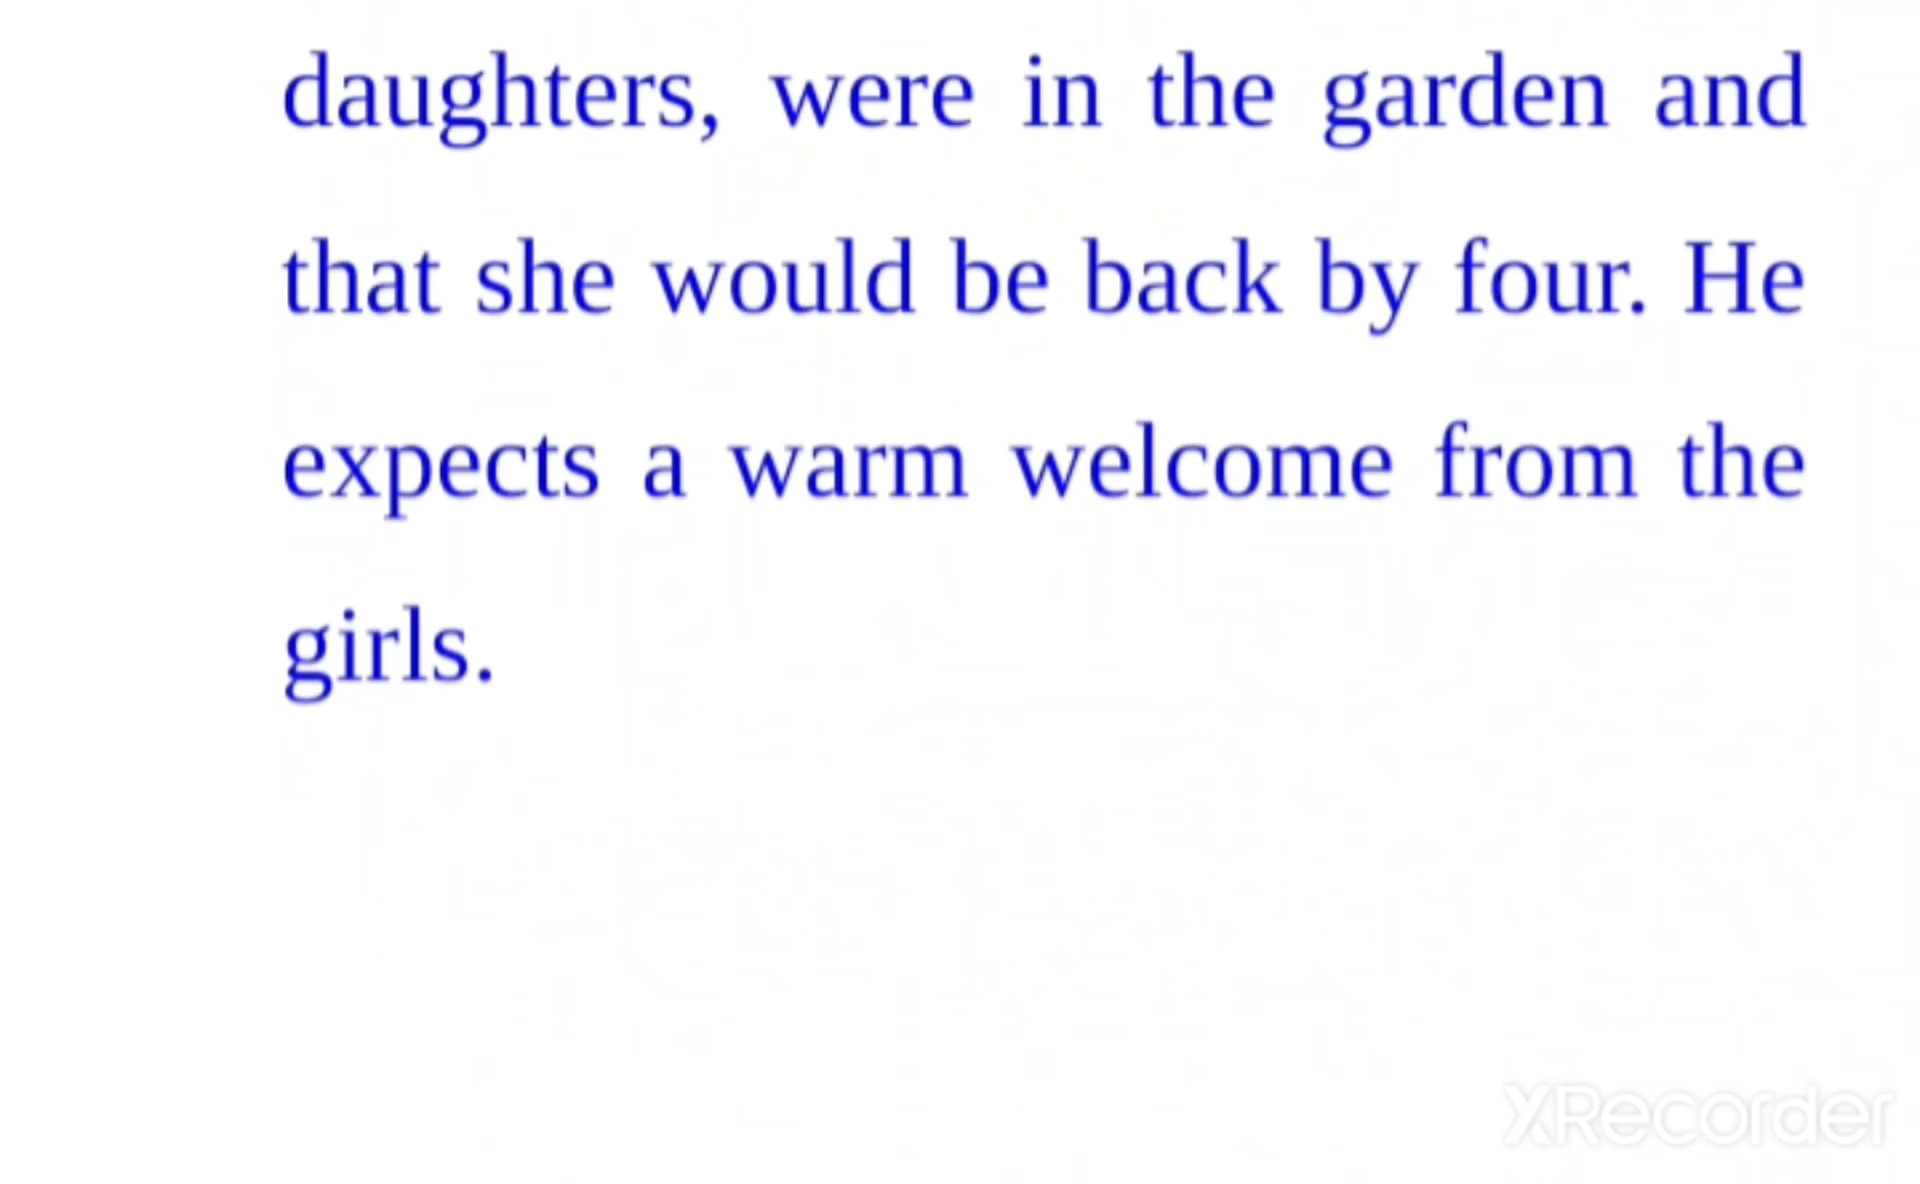 daughters, were in the garden and
that she would be back by four. He
expects a warm welcome from the
girls.
XRecorder